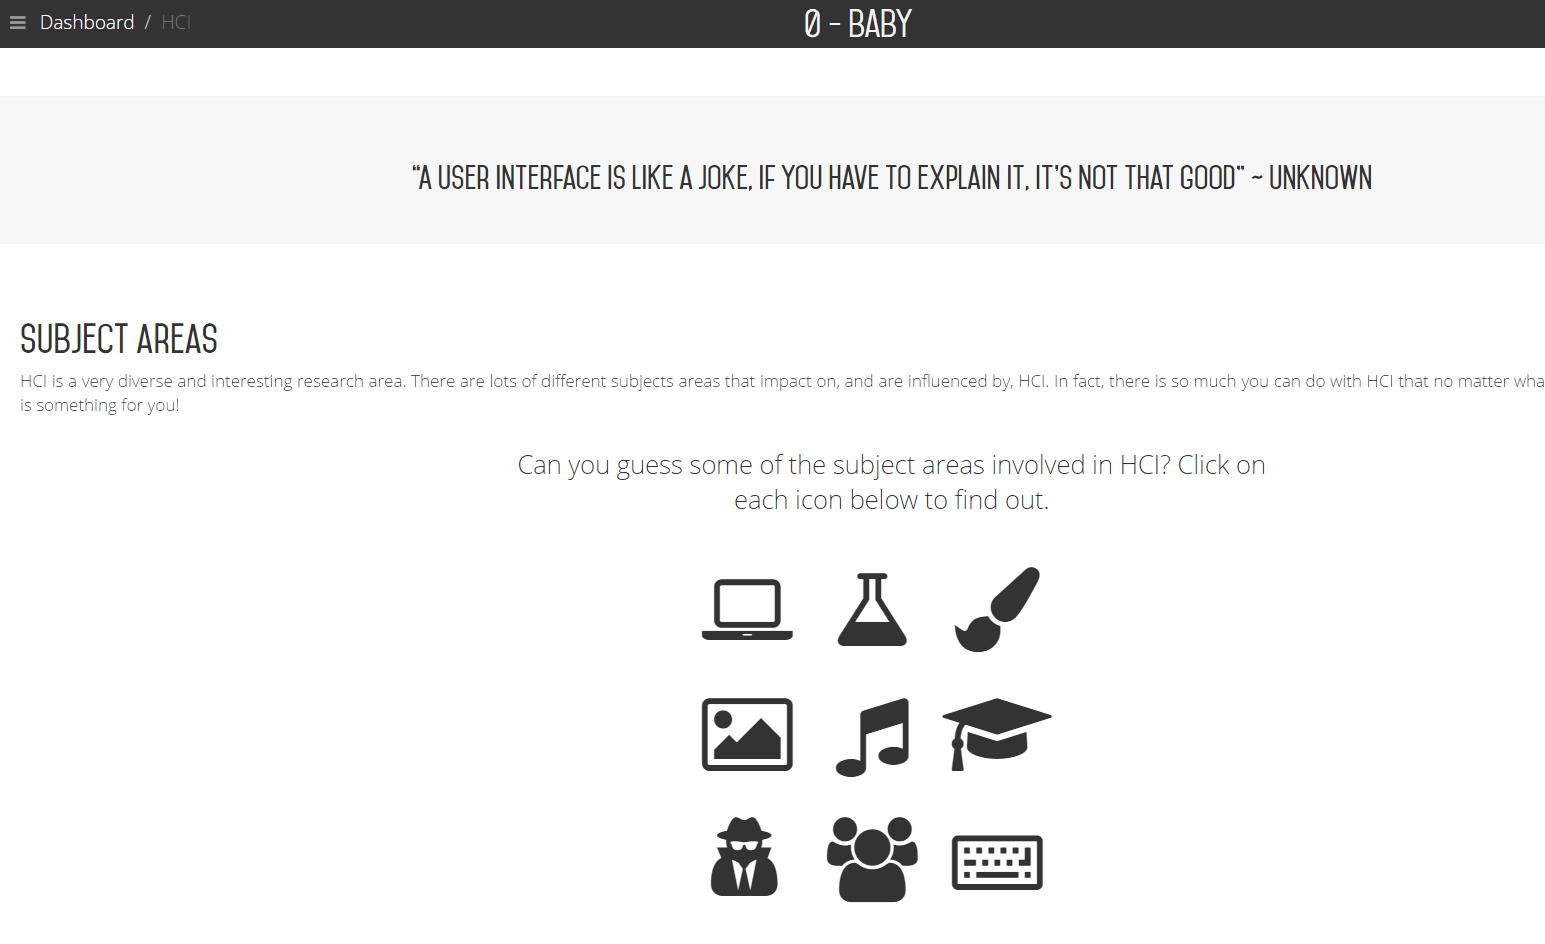 Dashboard / HCI
0 - BABY
“A USER INTERFACE IS LIKE A JOKE, IF YOU HAVE TO EXPLAIN IT, IT’S NOT THAT GOOD” ~ UNKNOWN
SUBJECT AREAS
HCI is a very diverse and interesting research area. There are lots of different subjects areas that impact on, and are influenced by, HCI. In fact, there is so much you can do with HCI that no matter wha
is something for you!
Can you guess some of the subject areas involved in HCI? Click on
each icon below to find out.